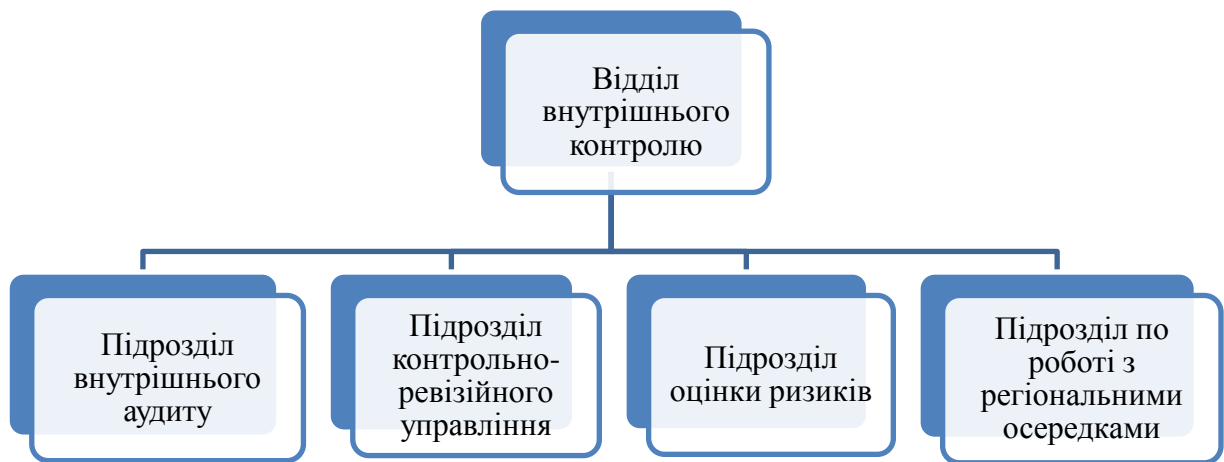 Відділ
внутрішнього
контролю
Підрозділ
внутрішнього
аудиту
Підрозділ
контрольно-
ревізійного
управління
Підрозділ
оцінки ризиків
Підрозділ по
роботі з
регіональними
осередками